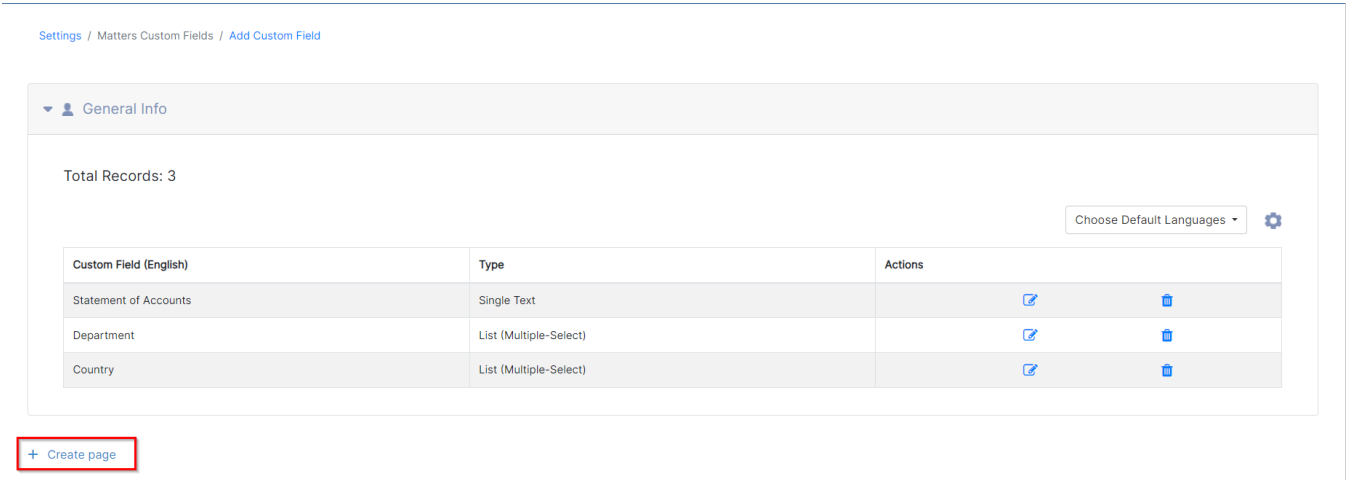 Settings / Matters Custom Fields / Add Custom Field
General Info
Total Records: 3
Choose Default Languages
Custom Field (English) Type Actions
Statement of Accounts Single Text
Department List (Multiple-Select)
Country List (Multiple-Select)
+ Create page